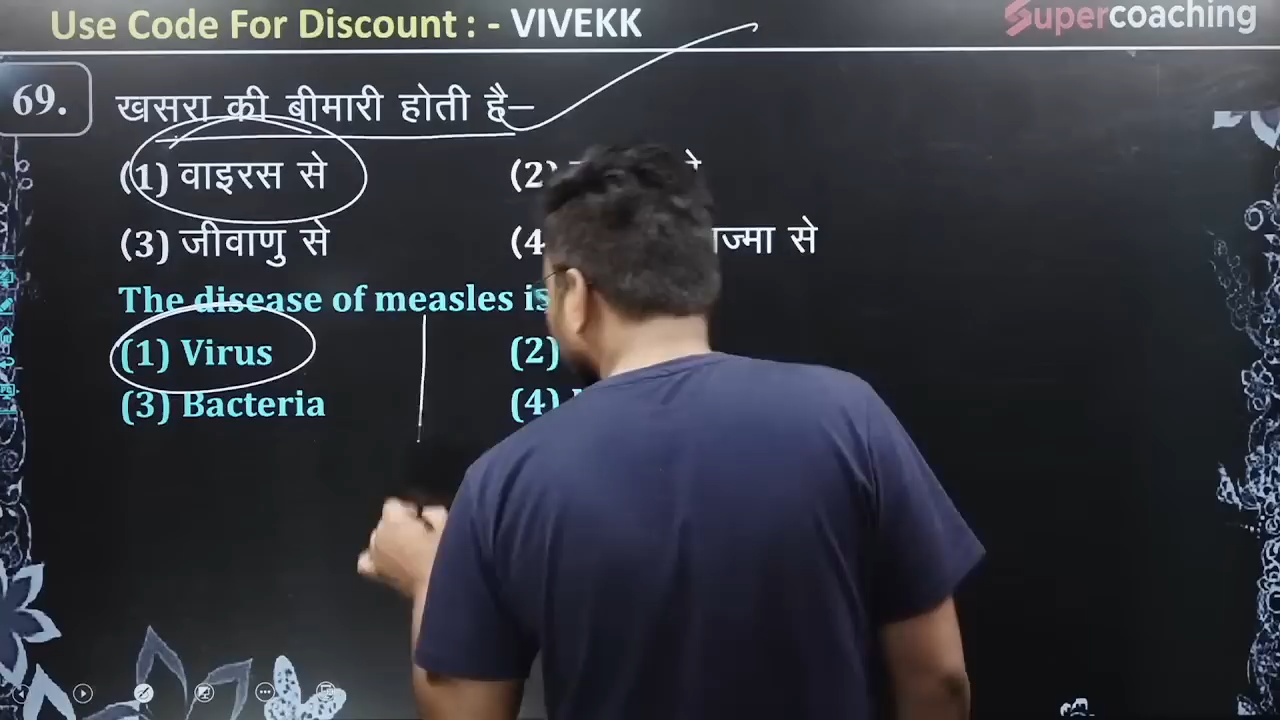 Use Code For Discount : - VIVEKK
Supercoaching
69.
खसरा की बीमारी होती है–
(1) वाइरस से
(2) से
(3) जीवाणु से
(4 ज्मा से
The disease of measles is
(1) Virus
(2)
(3) Bacteria
(4)